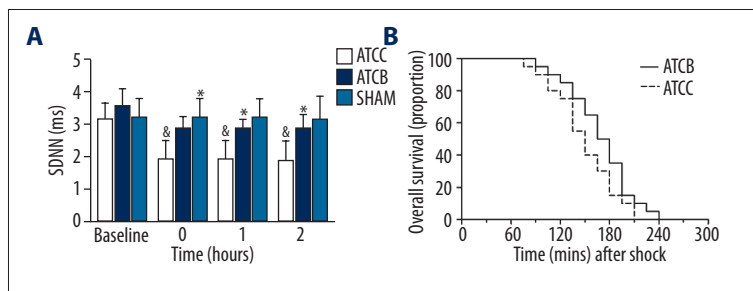 A
5
4
3
2
1
0
SDNN (ms)
&
*
&
*
&
*
Baseline 0 1 2
Time (hours)
ATCC
ATCB
SHAM
B
100
80
60
40
20
0
Overall survival (proportion)
ATCB
ATCC
0 60 120 180 240 300
Time (mins) after shock